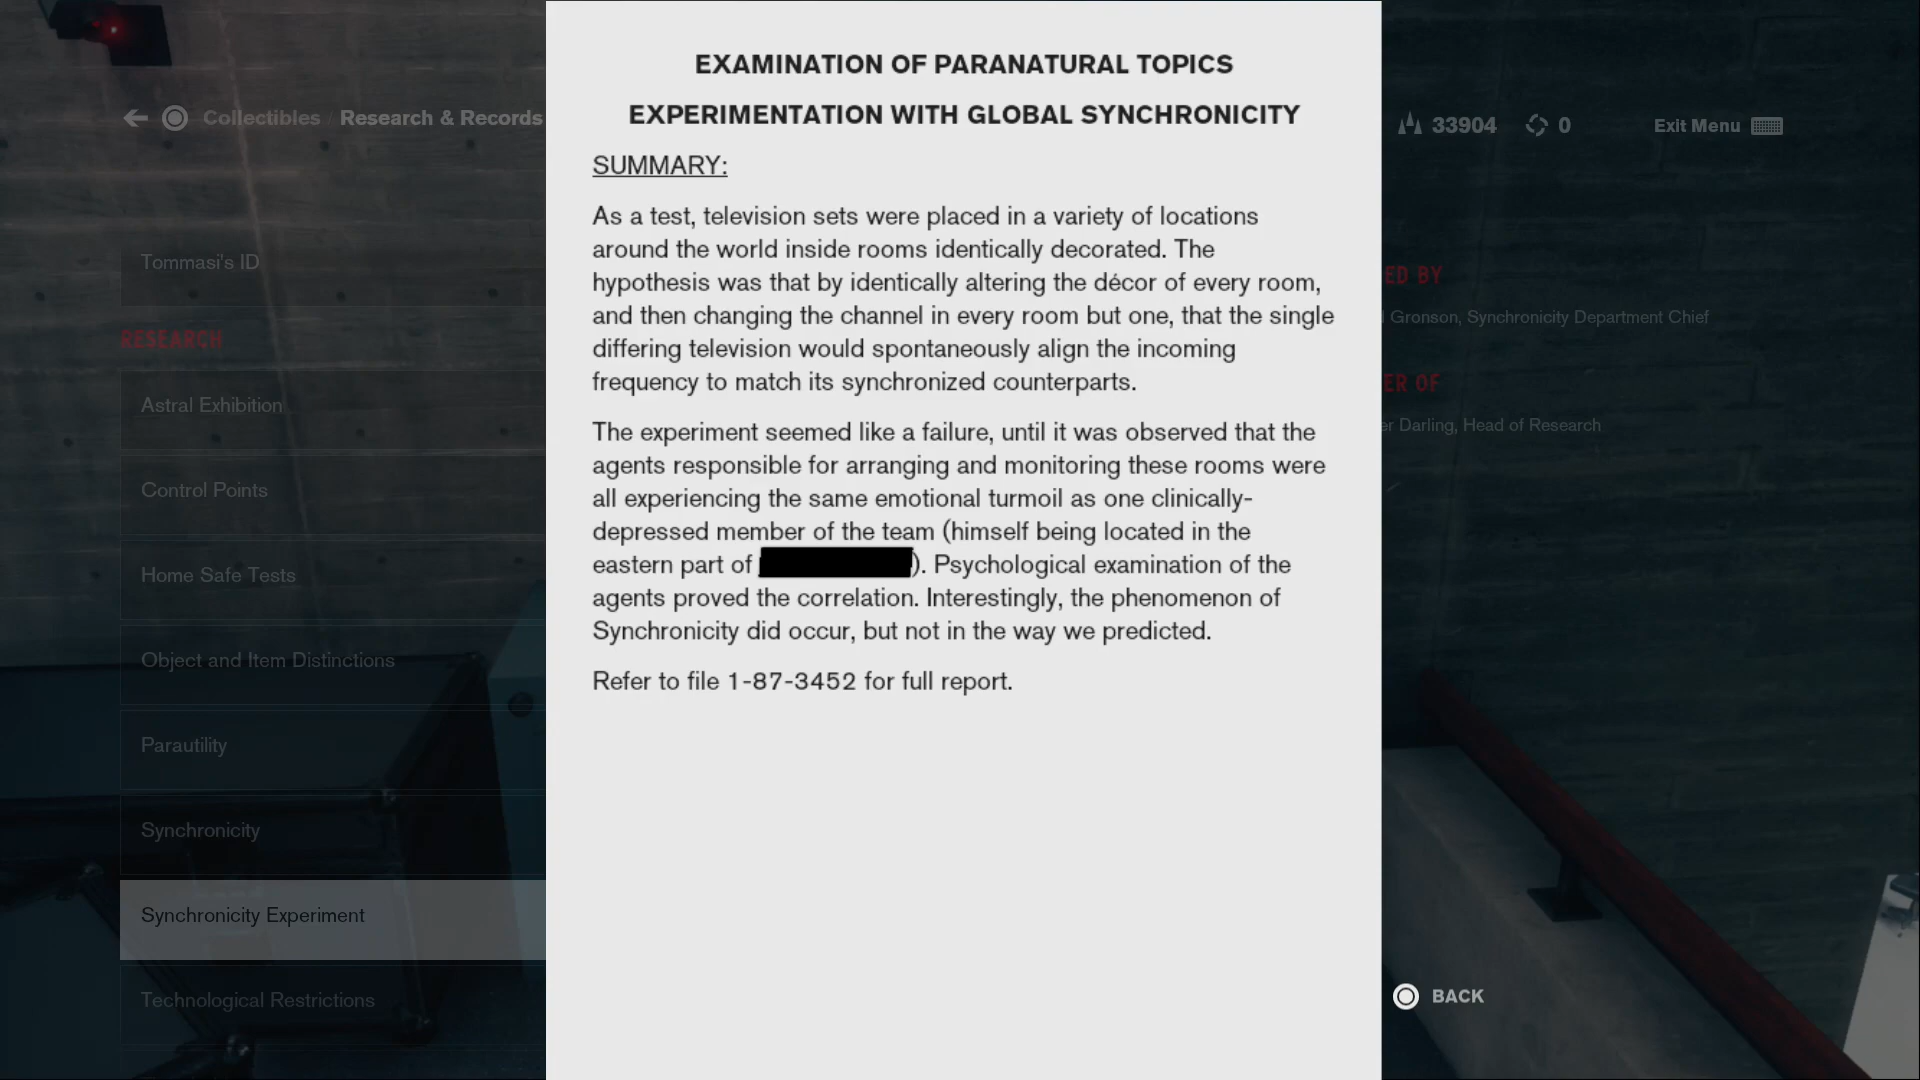 EXAMINATION OF PARANATURAL TOPICS
EXPERIMENTATION WITH GLOBAL SYNCHRONICITY
Collectibles / Research & Records
33904
0
Exit Menu
SUMMARY:
As a test, television sets were placed in a variety of locations
around the world inside rooms identically decorated. The
hypothesis was that by identically altering the décor of every room,
and then changing the channel in every room but one, that the single
differing television would spontaneously align the incoming
frequency to match its synchronized counterparts.
The experiment seemed like a failure, until it was observed that the
agents responsible for arranging and monitoring these rooms were
all experiencing the same emotional turmoil as one clinically-
depressed member of the team (himself being located in the
eastern part of ). Psychological examination of the
agents proved the correlation. Interestingly, the phenomenon of
Synchronicity did occur, but not in the way we predicted.
Refer to file 1-87-3452 for full report.
Tommasi's ID
RESEARCH
Astral Exhibition
Control Points
Home Safe Tests
Object and Item Distinctions
Parautility
Synchronicity
Synchronicity Experiment
Technological Restrictions
ED BY
Gronson, Synchronicity Department Chief
ER OF
er Darling, Head of Research
BACK